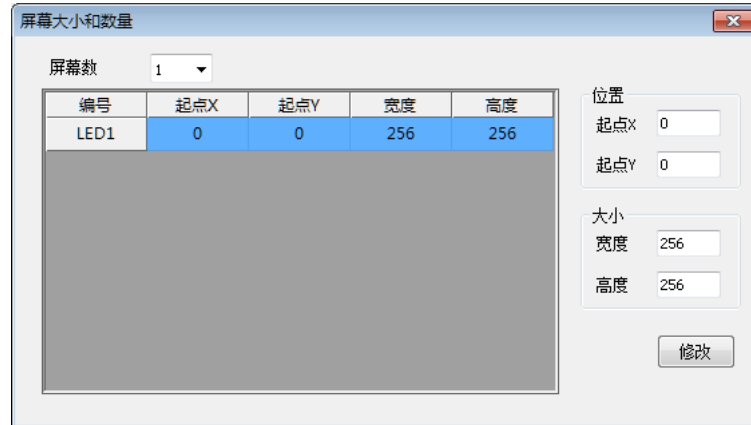 屏幕大小和数量
屏幕数 1
编号 起点X 起点Y 宽度 高度
LED1 0 0 256 256
位置
起点X 0
起点Y 0
大小
宽度 256
高度 256
修改